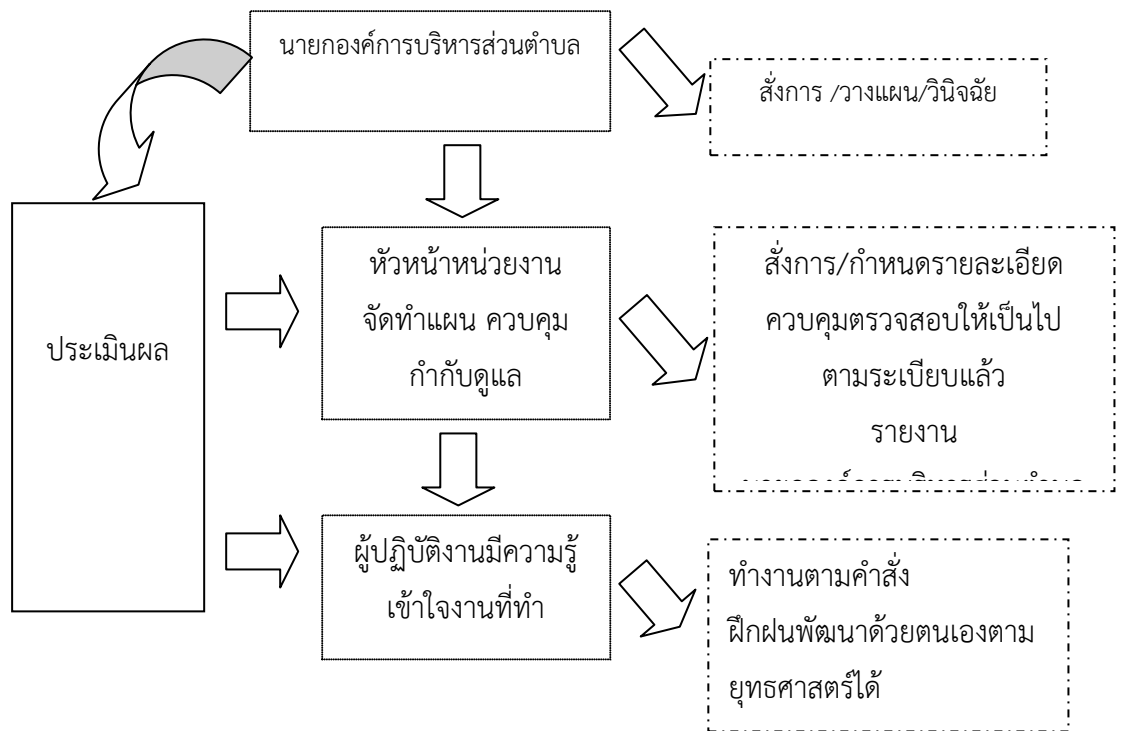 นายกองค์การบริหารส่วนตำบล
สั่งการ /วางแผน/วินิจฉัย
ประเมินผล
หัวหน้าหน่วยงาน
จัดทำแผน ควบคุม
กำกับดูแล
สั่งการ/กำหนดรายละเอียด
ควบคุมตรวจสอบให้เป็นไป
ตามระเบียบแล้ว
รายงาน
ผู้ปฏิบัติงานมีความรู้
เข้าใจงานที่ทำ
ทำงานตามคำสั่ง
ฝึกฝนพัฒนาด้วยตนเองตาม
ยุทธศาสตร์ได้